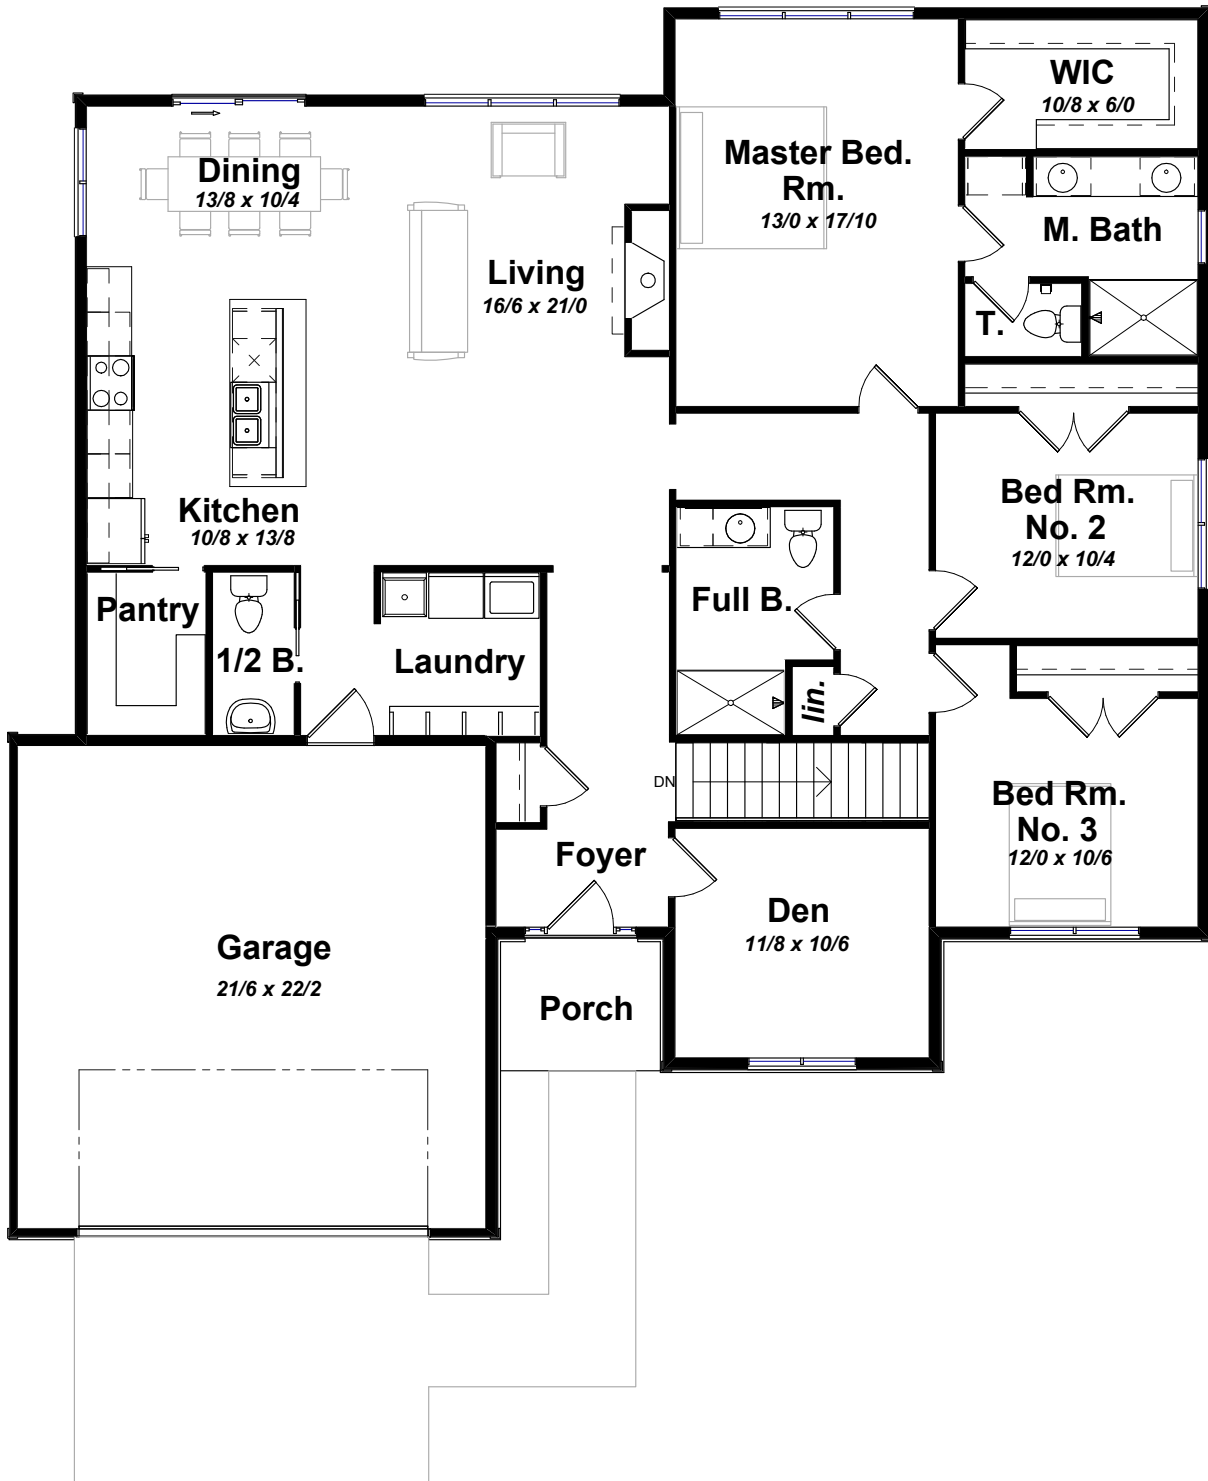 WIC
10/8 x 6/0
Master Bed.
Rm.
13/0 x 17/10
Dining
13/8 x 10/4
M. Bath
Living
16/6 x 21/0
T.
Kitchen
10/8 x 13/8
Bed Rm.
No. 2
12/0 x 10/4
Pantry
Full B.
1/2 B.
Laundry
lin.
DN
Bed Rm.
No. 3
12/0 x 10/6
Foyer
Den
11/8 x 10/6
Garage
21/6 x 22/2
Porch